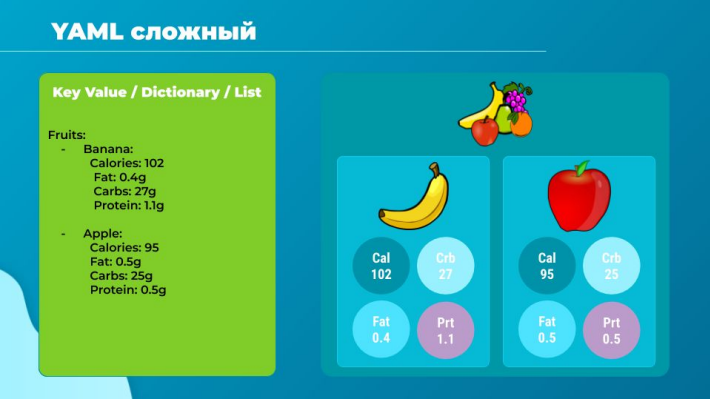 YAML сложный
Key Value / Dictionary / List
Fruits:
- Banana:
Calories: 102
Fat: 0.4g
Carbs: 27g
Protein: 1.1g
- Apple:
Calories: 95
Fat: 0.5g
Carbs: 25g
Protein: 0.5g
Cal
102
Crb
27
Fat
0.4
Prt
1.1
Cal
95
Crb
25
Fat
0.5
Prt
0.5